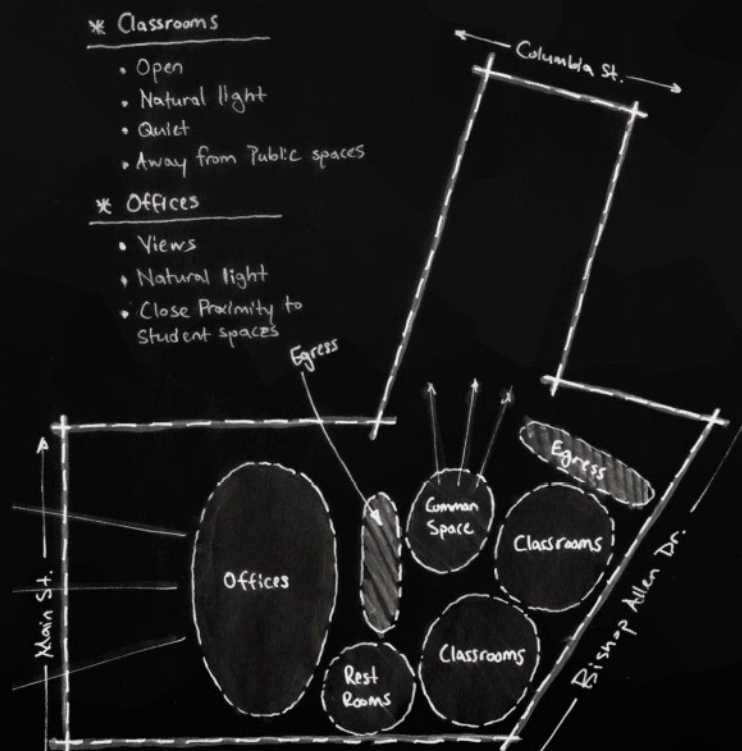 * Classrooms
• Open
• Natural light
• Quiet
• Away from Public spaces
* Offices
• Views
• Natural light
• Close Proximity to
Student spaces
Columbia St.
Egress
Egress
Common
Space
Classrooms
Offices
Main St.
Classrooms
Rest
Rooms
Bishop Allen Dr.